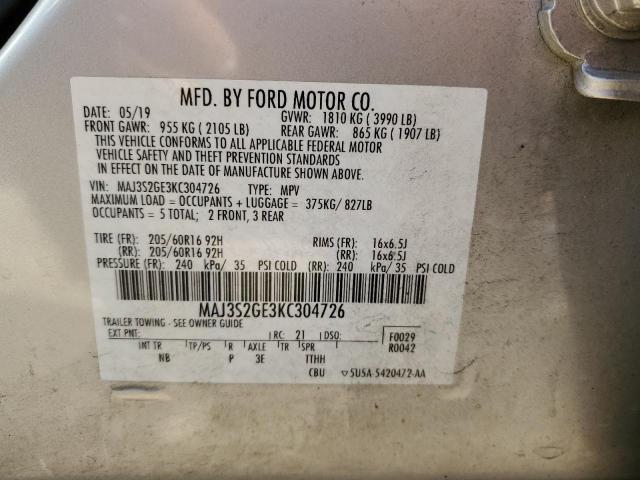 MFD. BY FORD MOTOR CO.
DATE: 05/19 GVWR: 1810 KG ( 3990 LB)
FRONT GAWR: 955 KG ( 2105 LB) REAR GAWR: 865 KG ( 1907 LB)
THIS VEHICLE CONFORMS TO ALL APPLICABLE FEDERAL MOTOR
VEHICLE SAFETY AND THEFT PREVENTION STANDARDS
IN EFFECT ON THE DATE OF MANUFACTURE SHOWN ABOVE.
VIN: MAJ3S2GE3KC304726 TYPE: MPV
MAXIMUM LOAD = OCCUPANTS + LUGGAGE = 375KG/ 827LB
OCCUPANTS = 5 TOTAL; 2 FRONT, 3 REAR
TIRE (FR): 205/60R16 92H RIMS (FR): 16x6.5J
(RR): 205/60R16 92H (RR): 16x6.5J
PRESSURE (FR): 240 kPa/ 35 PSI COLD (RR): 240 kPa/ 35 PSI COLD
MAJ3S2GE3KC304726
TRAILER TOWING - SEE OWNER GUIDE
EXT PNT: RC: 21 DSO: F0029
R0042
INT TR TP/PS R AXLE TR SPR
NB P 3E TTHH
CBU ▽5U5A-5420472-AA